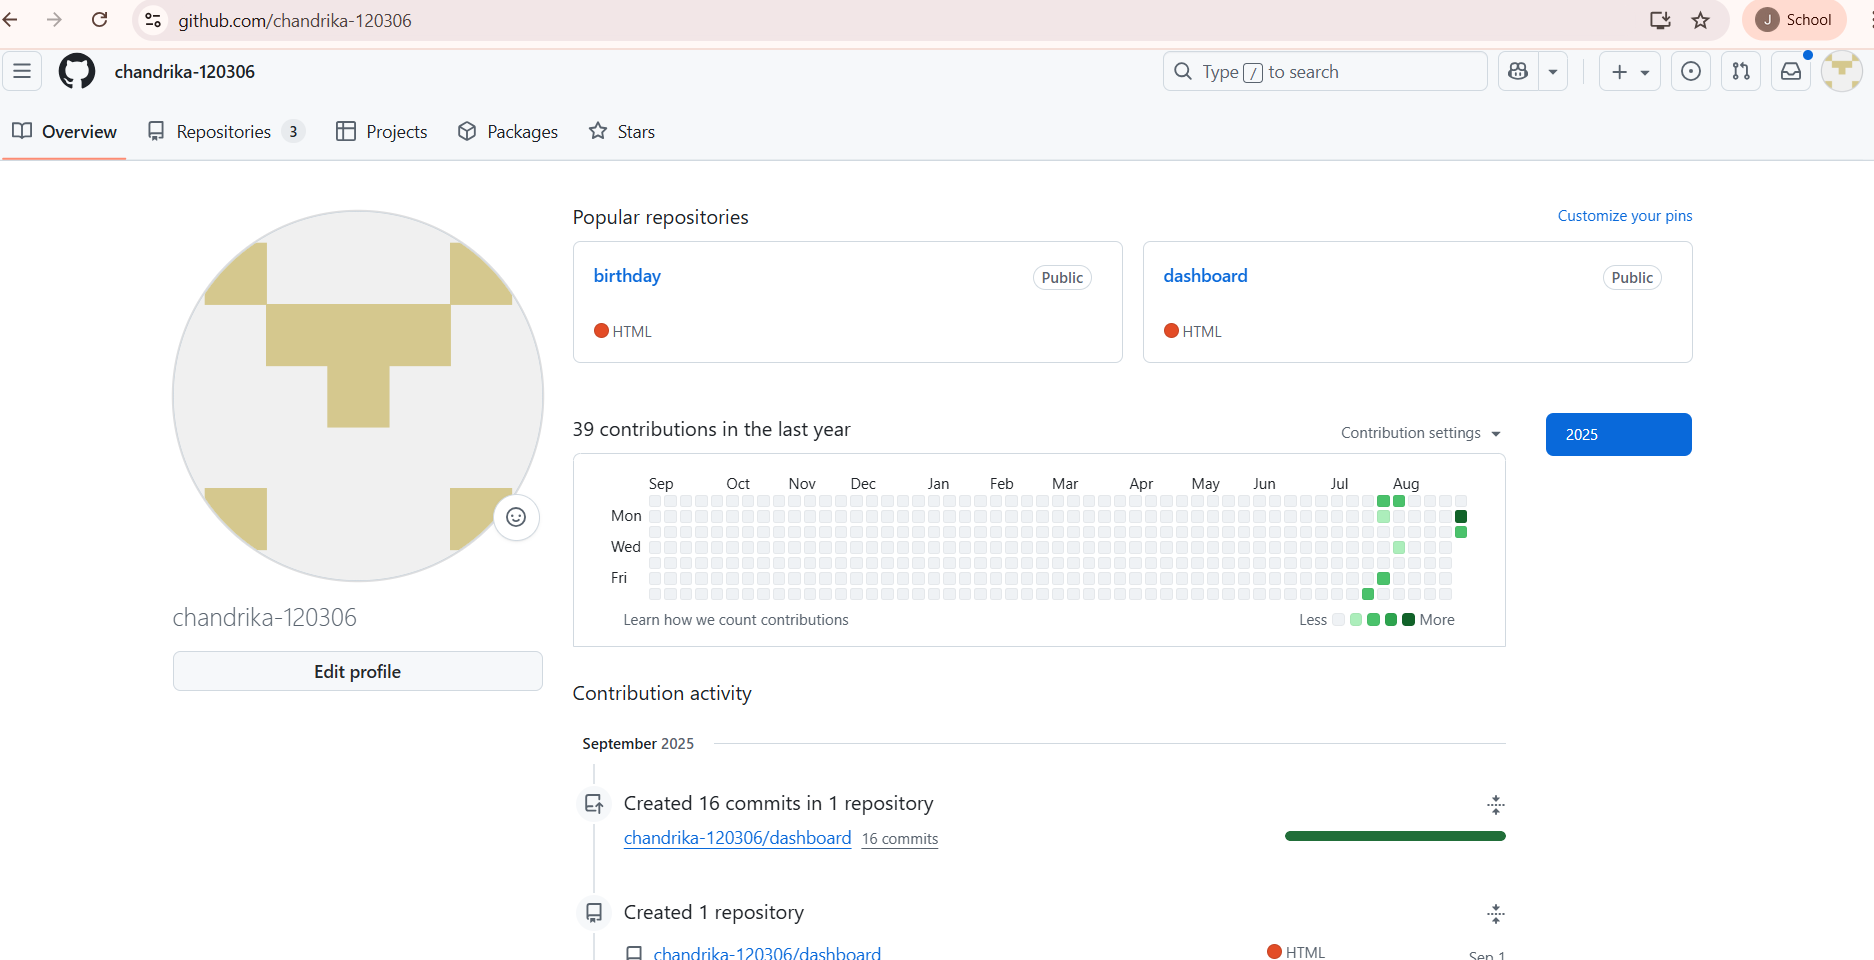 github.com/chandrika-120306
J School
chandrika-120306
Type / to search
Overview Repositories 3 Projects Packages Stars
Popular repositories Customize your pins
birthday Public
HTML
dashboard Public
HTML
39 contributions in the last year
Contribution settings
2025
Sep Oct Nov Dec Jan Feb Mar Apr May Jun Jul Aug
Mon
Wed
Fri
Learn how we count contributions Less More
chandrika-120306
Edit profile
Contribution activity
September 2025
Created 16 commits in 1 repository
chandrika-120306/dashboard 16 commits
Created 1 repository
chandrika-120306/dashboard HTML Sep 1